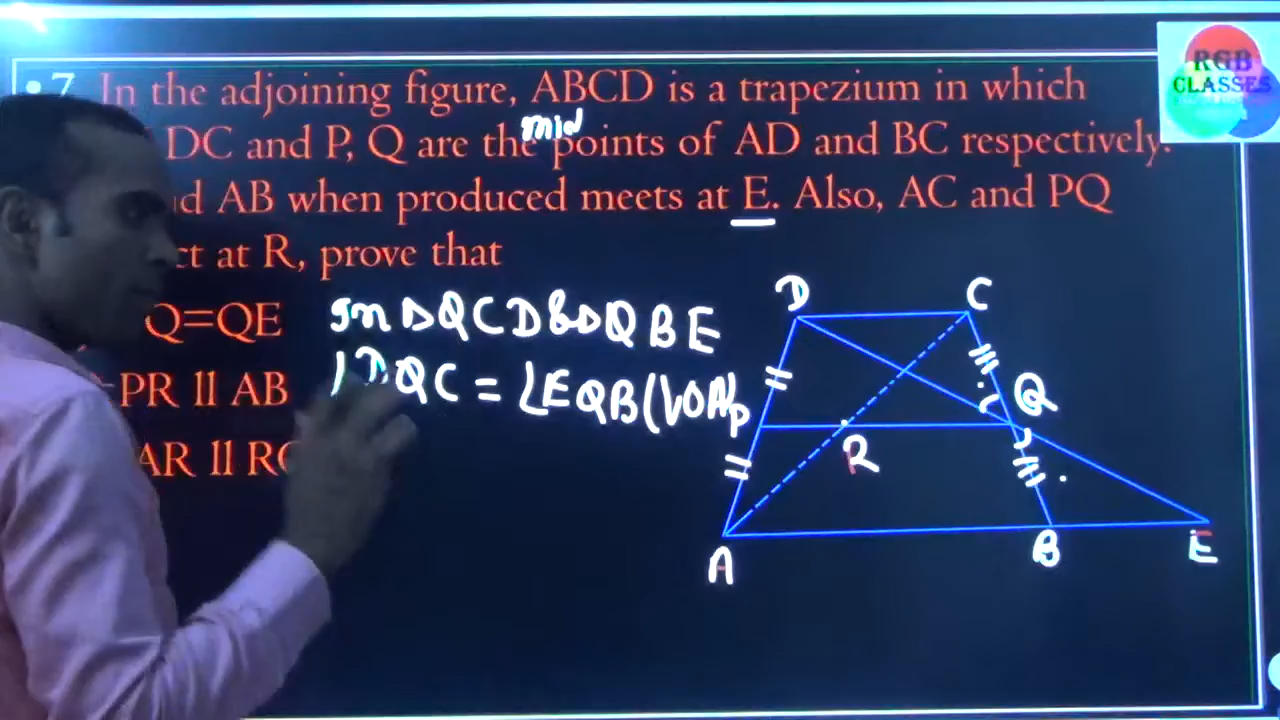 • 7 In the adjoining figure, ABCD is a trapezium in which
DC and P, Q are the mid points of AD and BC respectively.
AB when produced meets at E. Also, AC and PQ
at R, prove that
Q=QE
PR ll AB
AR ll
In ΔQCD & ΔQBE
∠DQC = ∠EQB (VOA)
D
C
Q
P
R
A
B
E
RGB
CLASSES